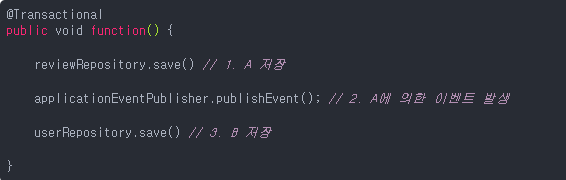 @Transactional
public void function() {
reviewRepository.save() // 1. A 저장
applicationEventPublisher.publishEvent(); // 2. A에 의한 이벤트 발생
userRepository.save() // 3. B 저장
}